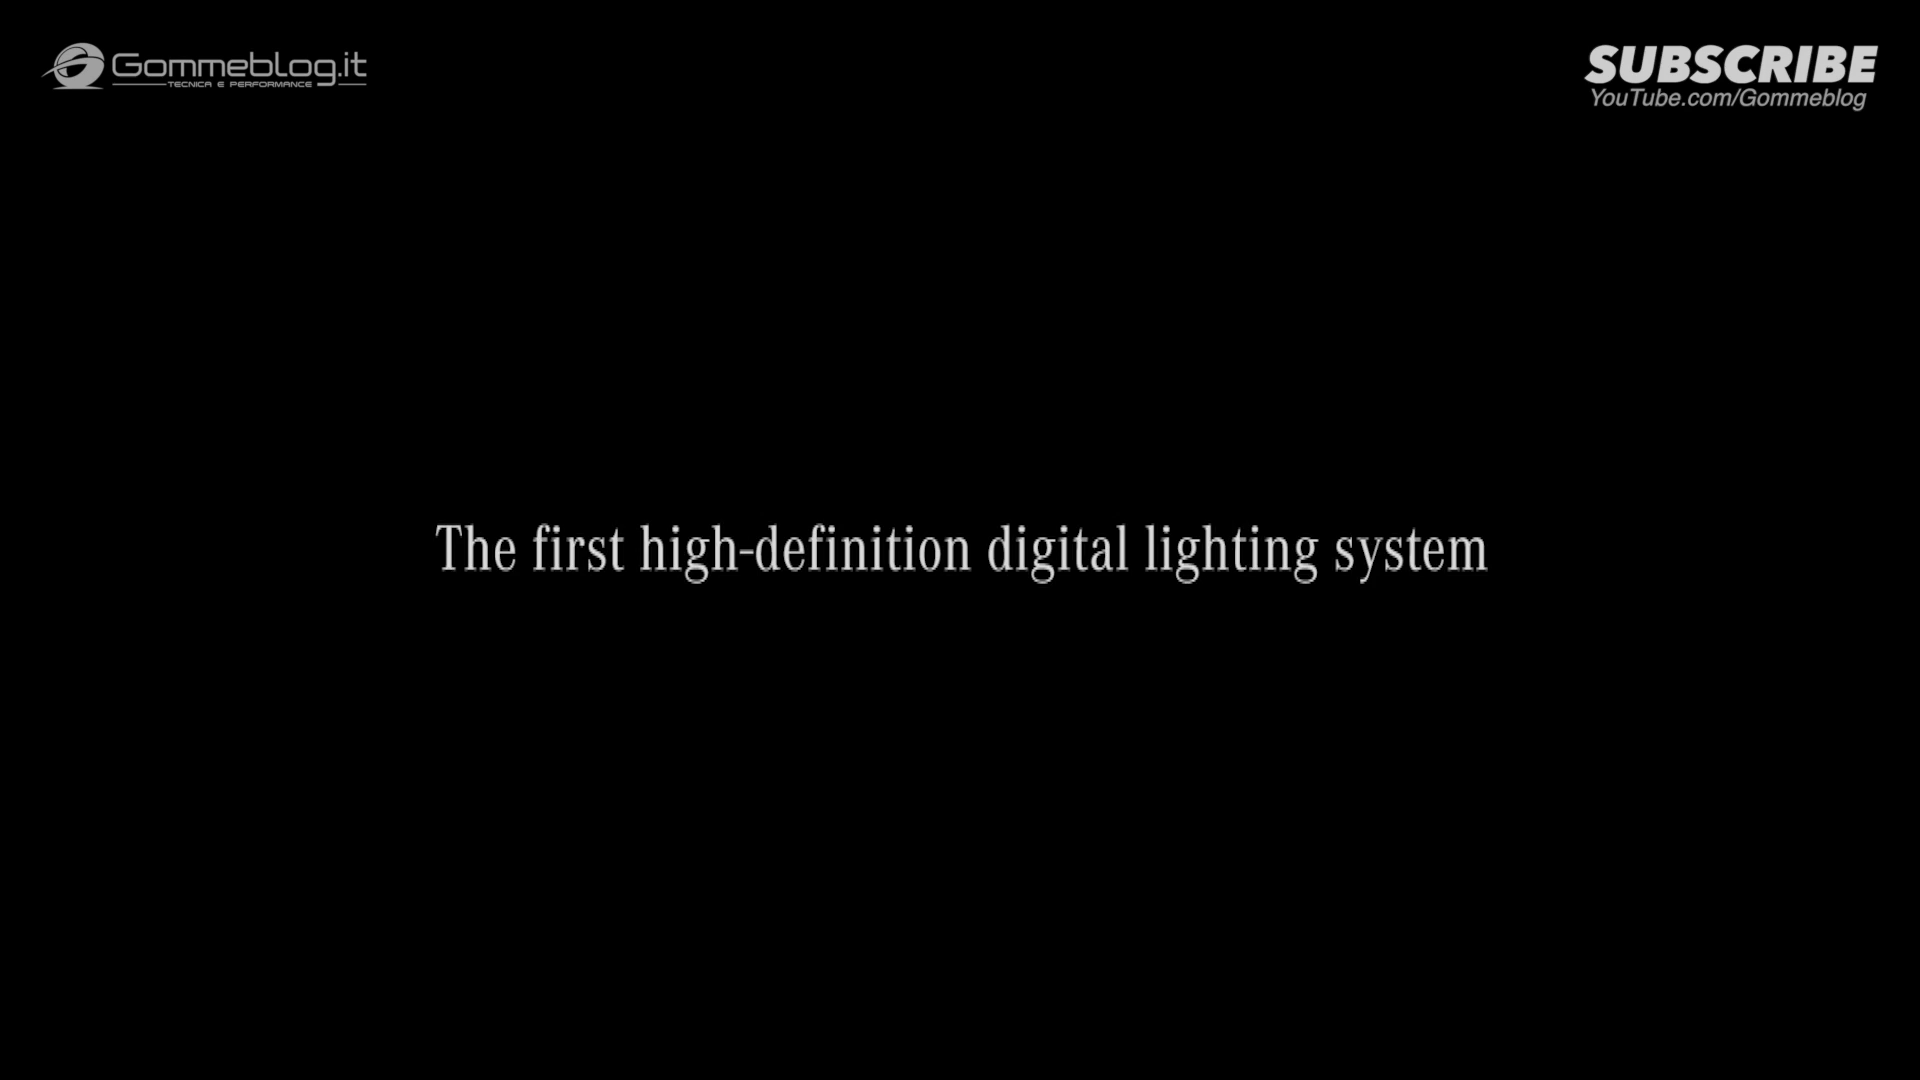 Gommeblog.it
TECNICA E PERFORMANCE
SUBSCRIBE
YouTube.com/Gommeblog
The first high-definition digital lighting system